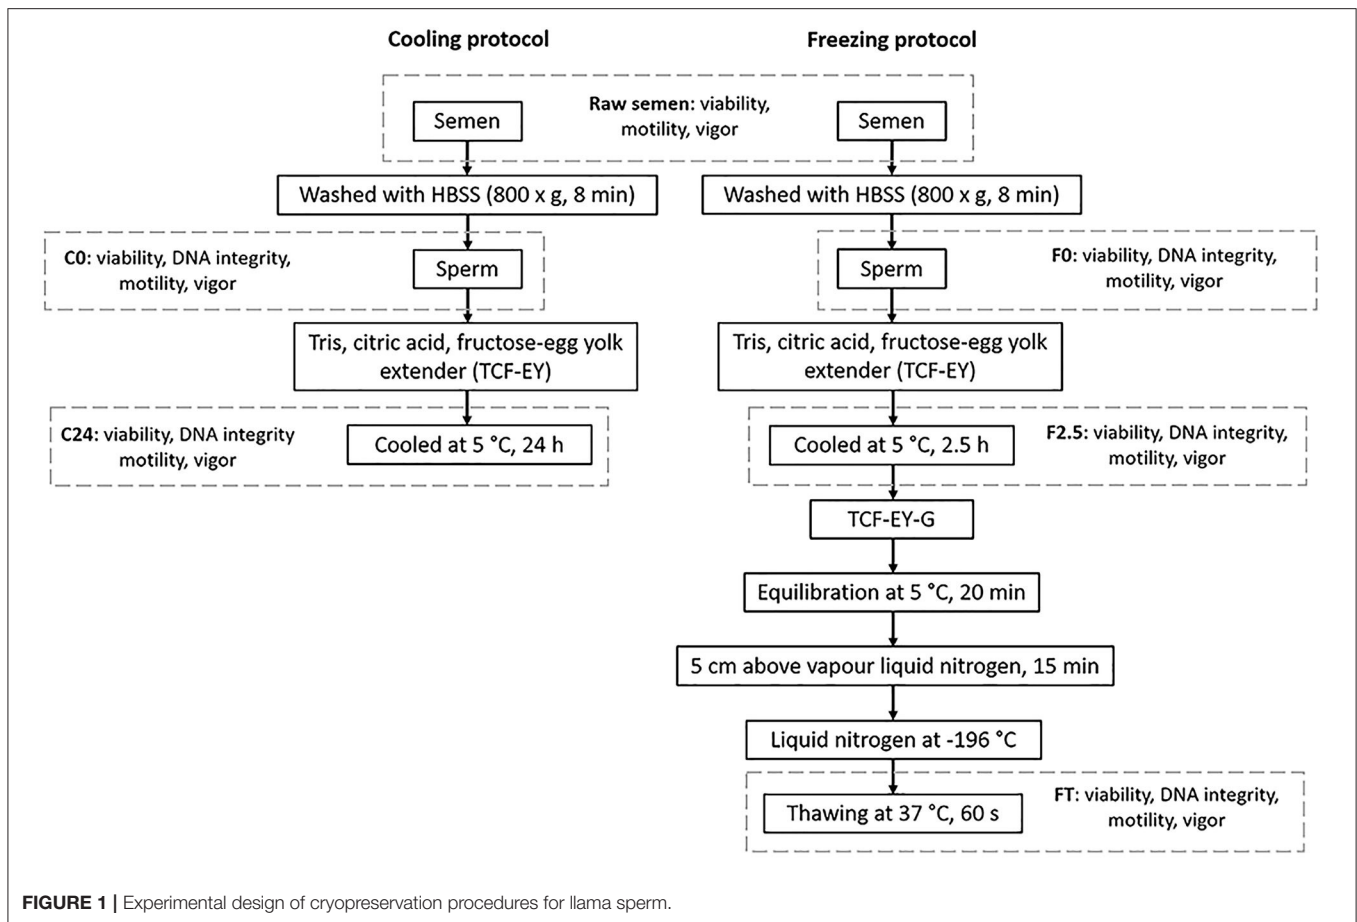 Cooling protocol
Freezing protocol
Raw semen: viability,
motility, vigor
Semen
Semen
Washed with HBSS (800 x g, 8 min)
Washed with HBSS (800 x g, 8 min)
C0: viability, DNA integrity,
motility, vigor
Sperm
Sperm
F0: viability, DNA integrity,
motility, vigor
Tris, citric acid, fructose-egg yolk
extender (TCF-EY)
Tris, citric acid, fructose-egg yolk
extender (TCF-EY)
C24: viability, DNA integrity
motility, vigor
Cooled at 5 °C, 24 h
Cooled at 5 °C, 2.5 h
F2.5: viability, DNA integrity,
motility, vigor
TCF-EY-G
Equilibration at 5 °C, 20 min
5 cm above vapour liquid nitrogen, 15 min
Liquid nitrogen at -196 °C
Thawing at 37 °C, 60 s
FT: viability, DNA integrity,
motility, vigor
FIGURE 1 | Experimental design of cryopreservation procedures for llama sperm.